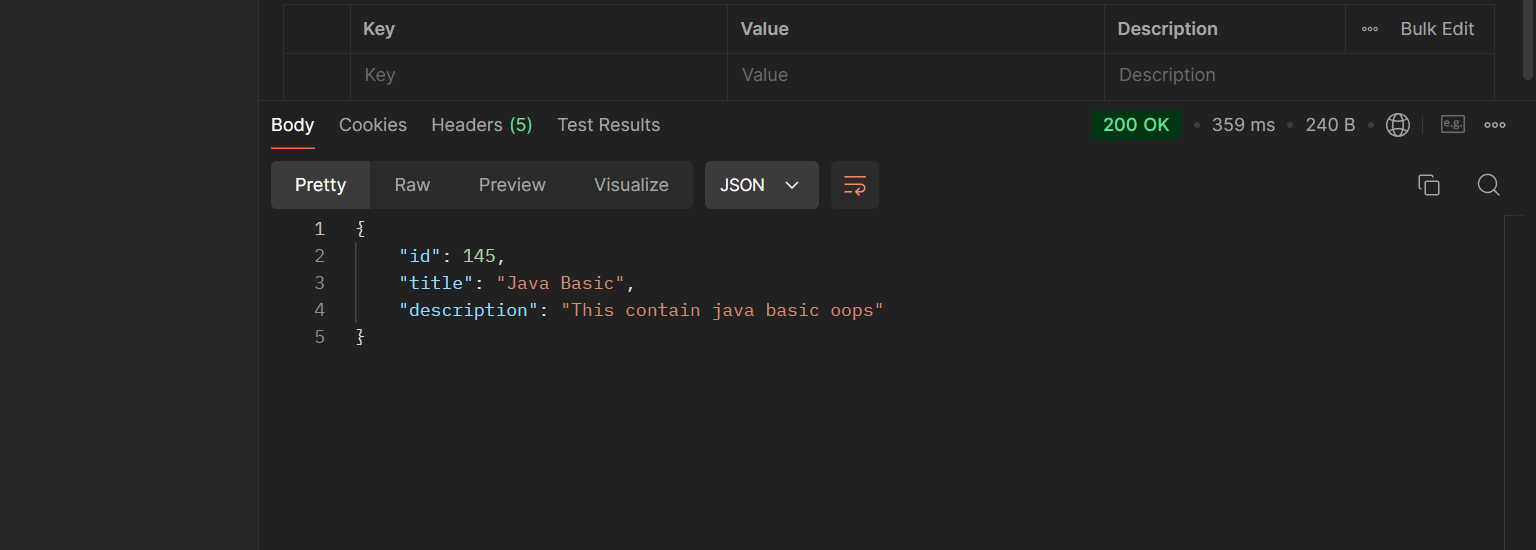 Key Value Description ooo Bulk Edit
Key Value Description
Body Cookies Headers (5) Test Results 200 OK • 359 ms • 240 B • e.g. ooo
Pretty Raw Preview Visualize JSON
1 {
2 "id": 145,
3 "title": "Java Basic",
4 "description": "This contain java basic oops"
5 }